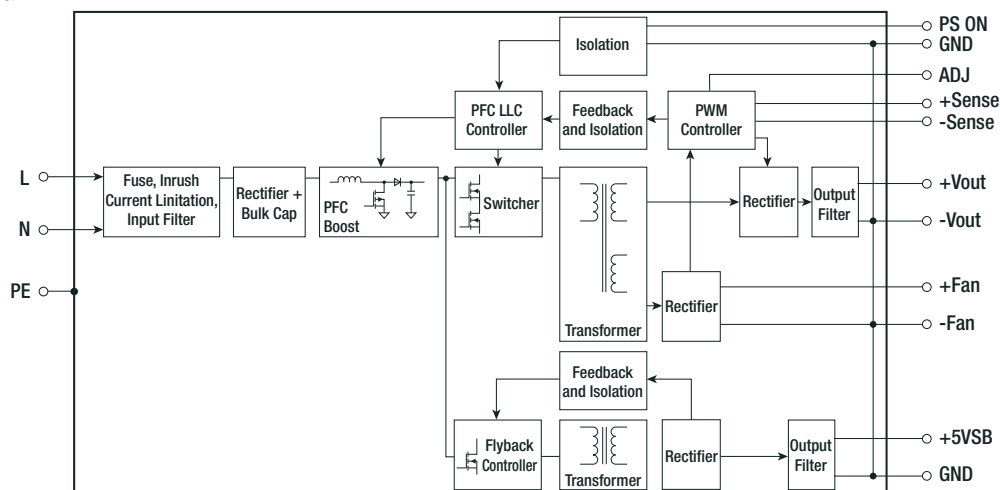 PS ON
GND
Isolation
ADJ
PFC LLC
Controller
Feedback
and Isolation
PWM
Controller
+Sense
-Sense
L
N
Fuse, Inrush
Current Linitation,
Input Filter
Rectifier +
Bulk Cap
PFC
Boost
Switcher
Transformer
Rectifier
Output
Filter
+Vout
-Vout
PE
Rectifier
+Fan
-Fan
Feedback
and Isolation
Flyback
Controller
Transformer
Rectifier
Output
Filter
+5VSB
GND